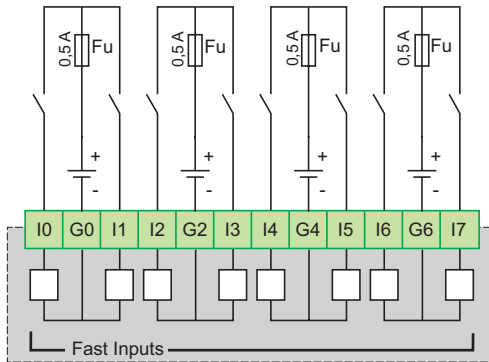 0,5 A Fu 0,5 A Fu 0,5 A Fu 0,5 A Fu
+ + + +
- - - -
I0 G0 I1 I2 G2 I3 I4 G4 I5 I6 G6 I7
Fast Inputs